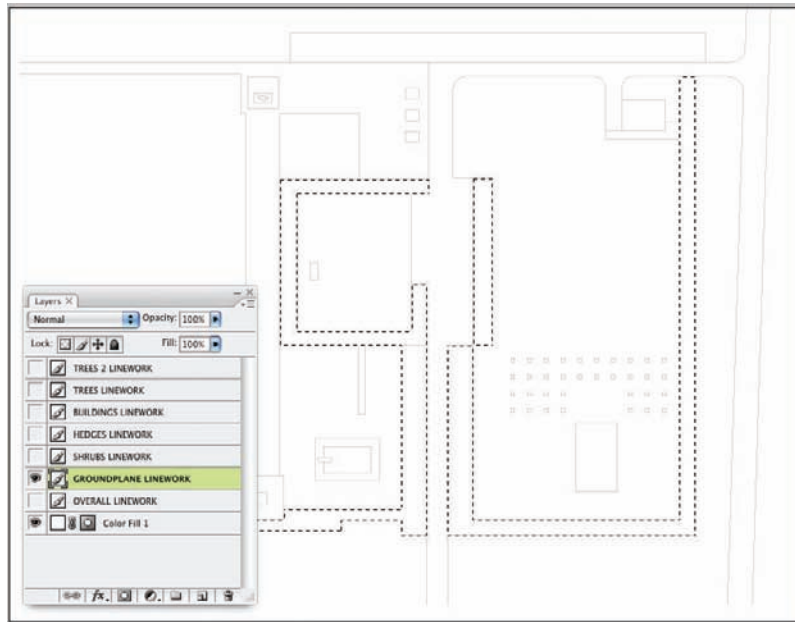 Layers ×
Normal Opacity: 100%
Lock: Fill: 100%
TREES 2 LINEWORK
TREES LINEWORK
BUILDINGS LINEWORK
HEDGES LINEWORK
SHRUBS LINEWORK
GROUNDPLANE LINEWORK
OVERALL LINEWORK
Color Fill 1
fx.